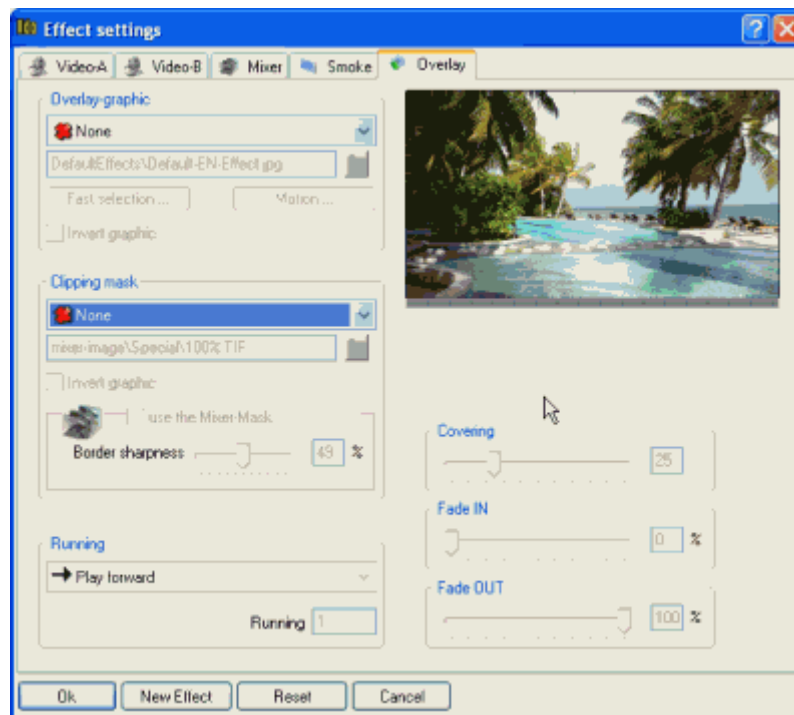 Effect settings
Video-A Video-B Mixer Smoke Overlay
Overlay-graphic
None
DefaultEffects\Default-EN-Effect.jpg
Fast selection ... Motion ...
Invert graphic
Clipping mask
None
mixer-image\Special\100%.TIF
Invert graphic
use the Mixer-Mask
Border sharpness 49 %
Running
Play forward
Running 1
Covering
25
Fade IN
0 %
Fade OUT
100 %
Ok New Effect Reset Cancel